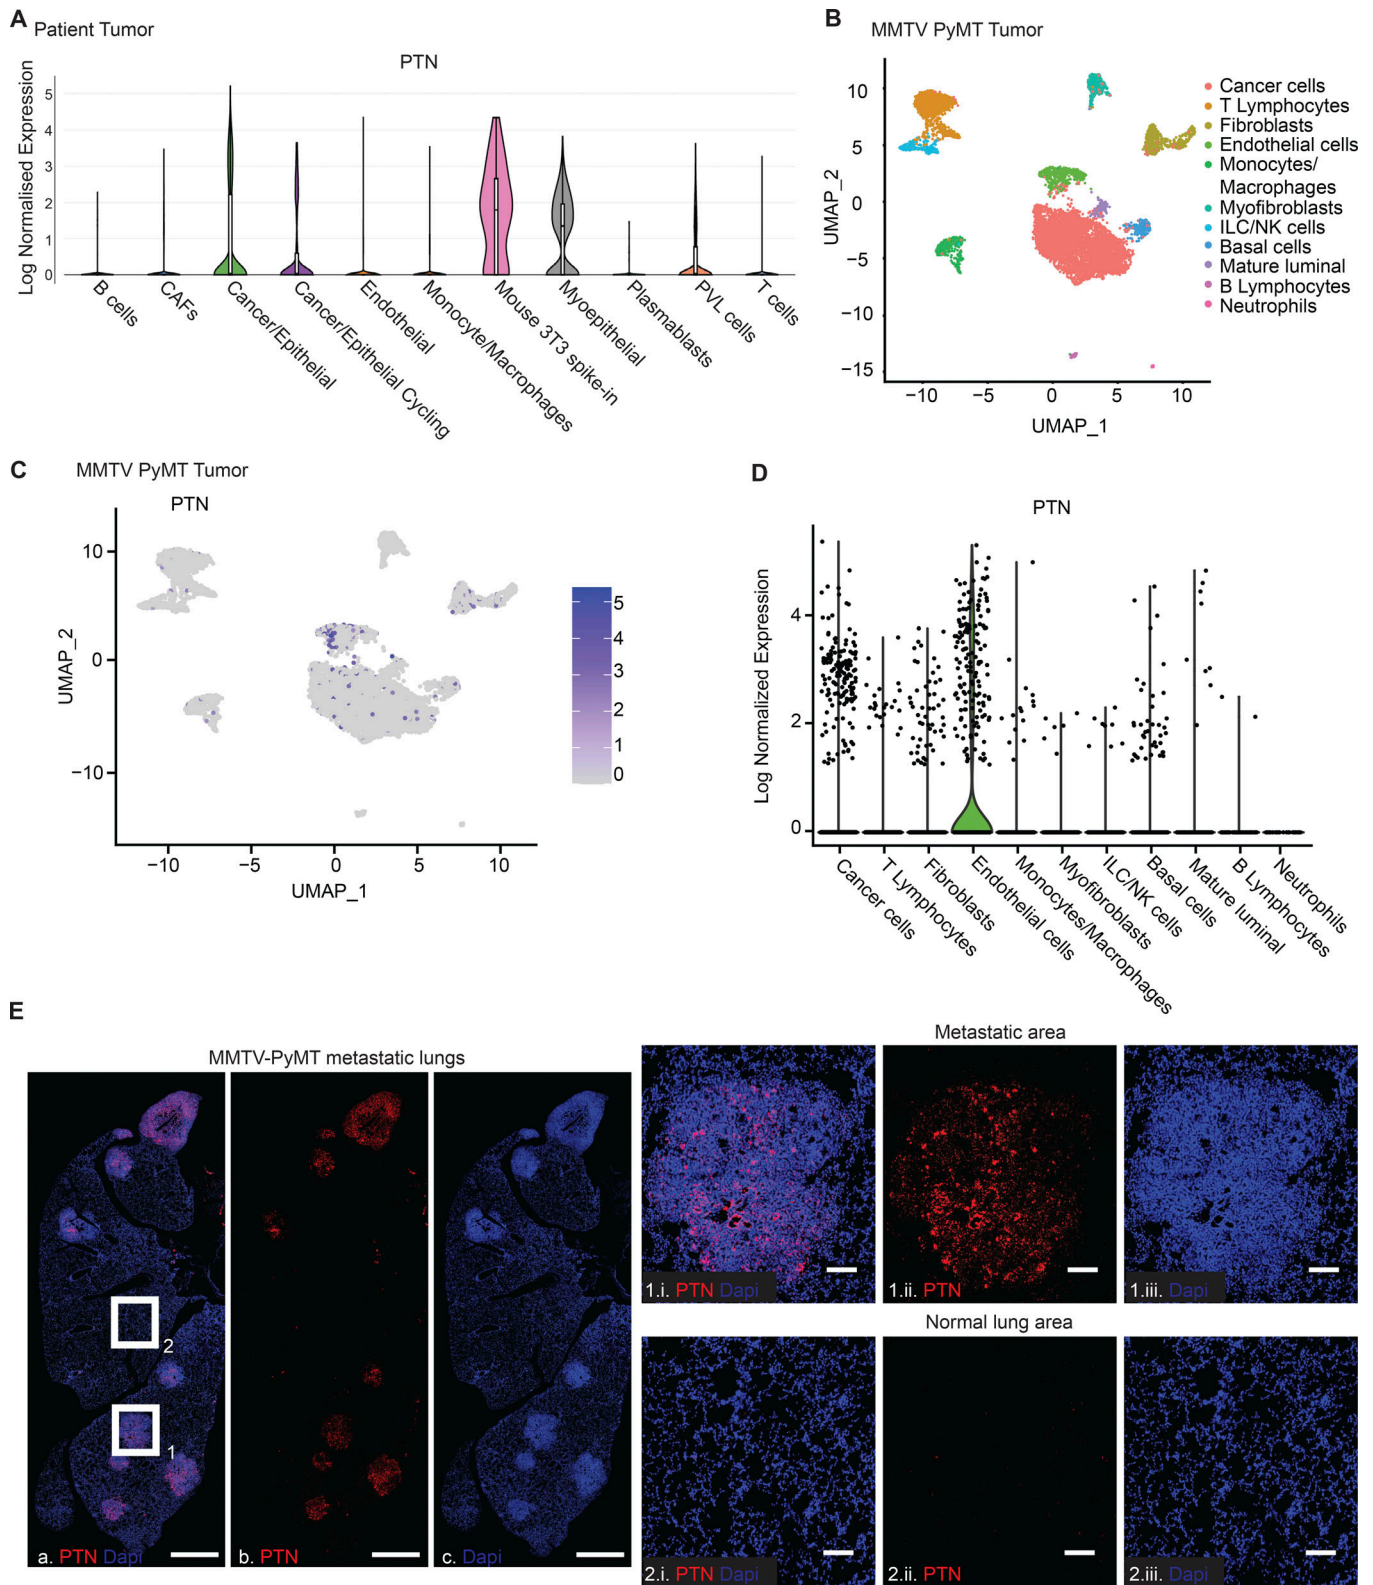 A
Patient Tumor
PTN
Log Normalised Expression
5
4
3
2
1
0
B cells
CAFs
Cancer/Epithelial
Cancer/Epithelial Cycling
Endothelial
Monocyte/Macrophages
Mouse 3T3 spike-in
Myoepithelial
Plasmablasts
PVL cells
T cells
B
MMTV PyMT Tumor
UMAP_2
10
5
0
−5
−10
−15
−10
−5
0
5
10
UMAP_1
Cancer cells
T Lymphocytes
Fibroblasts
Endothelial cells
Monocytes/
Macrophages
Myofibroblasts
ILC/NK cells
Basal cells
Mature luminal
B Lymphocytes
Neutrophils
C
MMTV PyMT Tumor
PTN
UMAP_2
10
0
−10
−10
−5
0
5
10
UMAP_1
5
4
3
2
1
0
D
PTN
Log Normalized Expression
4
2
0
Cancer cells
T Lymphocytes
Fibroblasts
Endothelial cells
Monocytes/Macrophages
Myofibroblasts
ILC/NK cells
Basal cells
Mature luminal
B Lymphocytes
Neutrophils
E
MMTV-PyMT metastatic lungs
2
1
a. PTN Dapi
b. PTN
c. Dapi
Metastatic area
1.i. PTN Dapi
1.ii. PTN
1.iii. Dapi
Normal lung area
2.i. PTN Dapi
2.ii. PTN
2.iii. Dapi